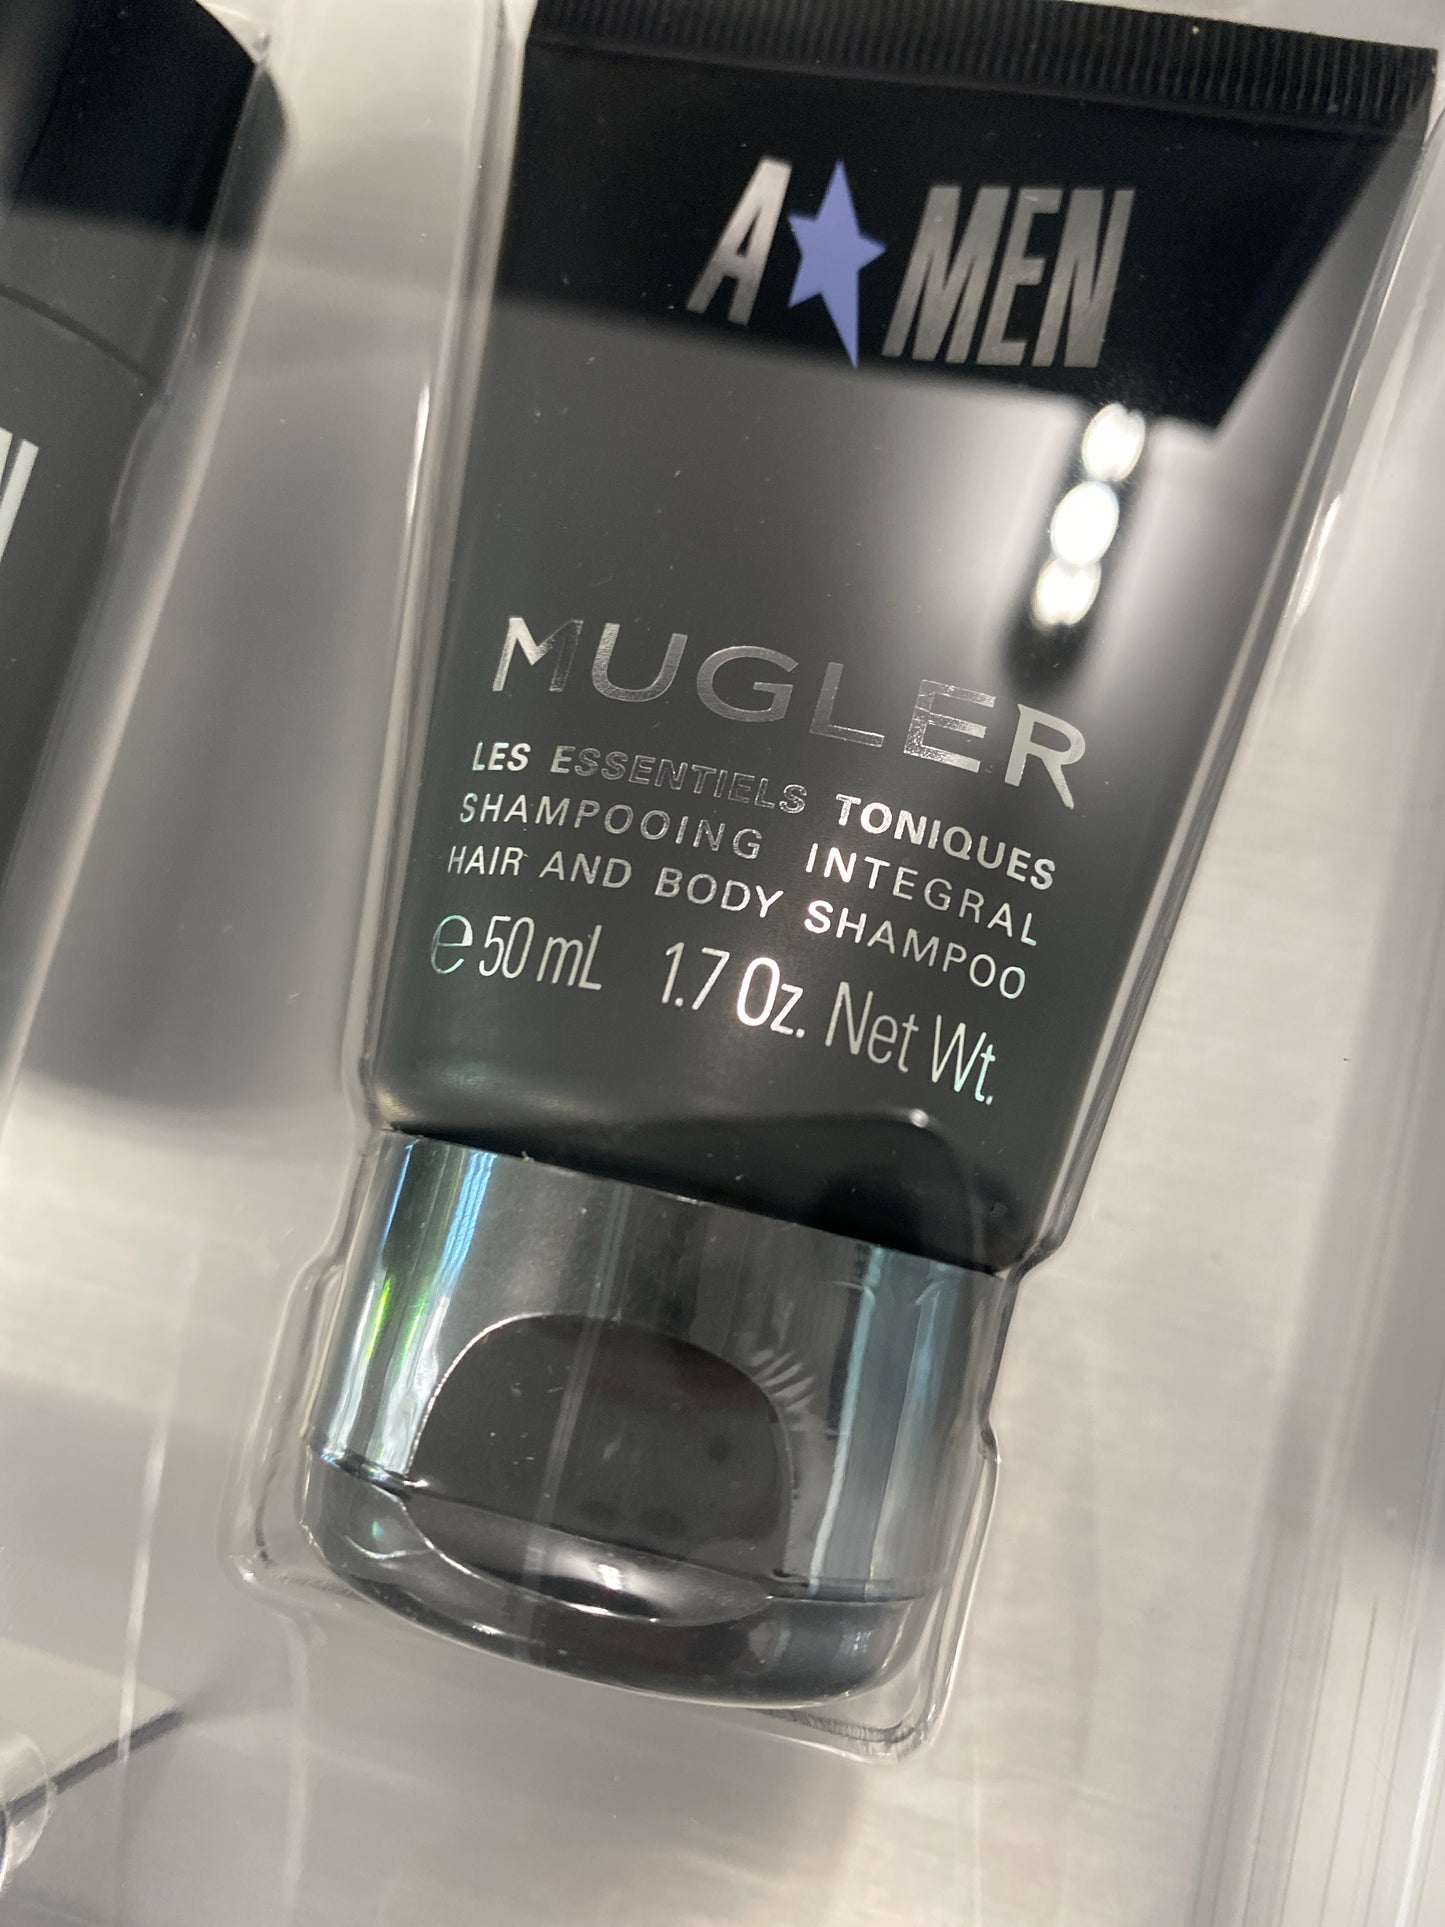 A★MEN
MUGLER
LES ESSENTIELS TONIQUES
SHAMPOOING INTEGRAL
HAIR AND BODY SHAMPOO
℮ 50 mL 1.7 Oz. Net Wt.